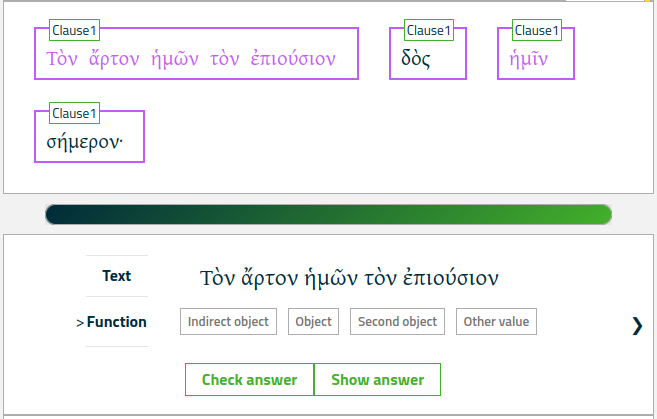 Clause1 Clause1 Clause1
Τὸν ἄρτον ἡμῶν τὸν ἐπιούσιον δὸς ἡμῖν
Clause1
σήμερον·
Text Τὸν ἄρτον ἡμῶν τὸν ἐπιούσιον
>Function Indirect object Object Second object Other value ❯
Check answer Show answer